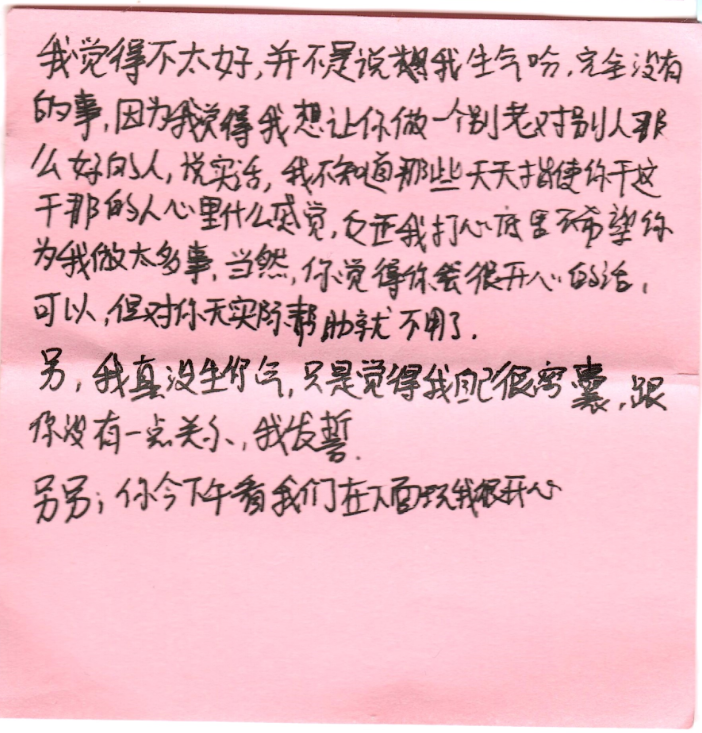 我觉得不太好,并不是说想我生气哈,完全没有
的事,因为我觉得我想让你做一个别老对别人那
么好的人,说实话,我不知道那些天天指使你干这
干那的人心里什么感觉,反正我打心底里不希望你
为我做太多事,当然,你觉得你会很开心的话,
可以,但对你无实际帮助就不用了.
另,我真没生你气,只是觉得我自己很窝囊,跟
你没有一点关系,我发誓.
另另;你今下午看我们在下面玩我很开心